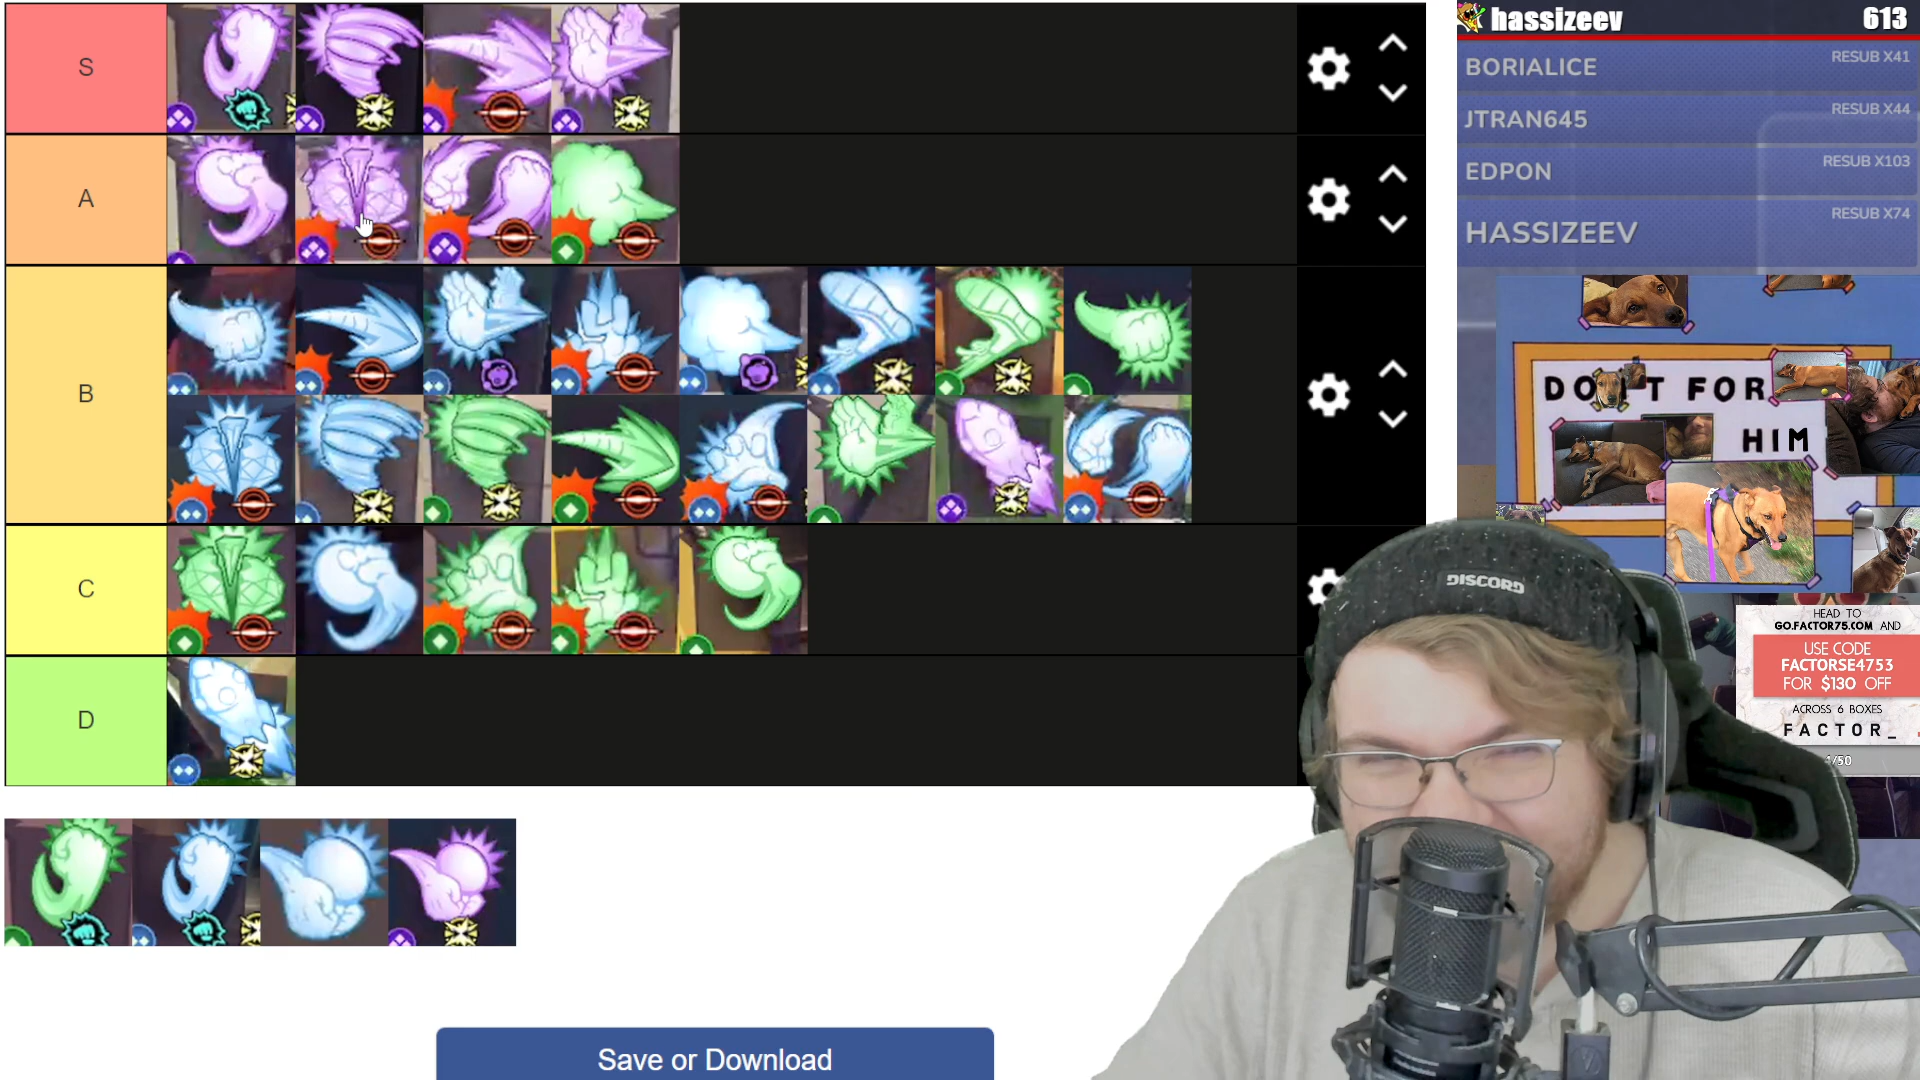 S
A
B
C
D
Save or Download
hassizeev 613
BORIALICE RESUB X41
JTRAN645 RESUB X44
EDPON RESUB X103
HASSIZEEV RESUB X74
FOR
HIM
DISCORD
HEAD TO
GO.FACTOR75.COM AND
USE CODE
FACTORSE4753
FOR $130 OFF
ACROSS 6 BOXES
FACTOR_